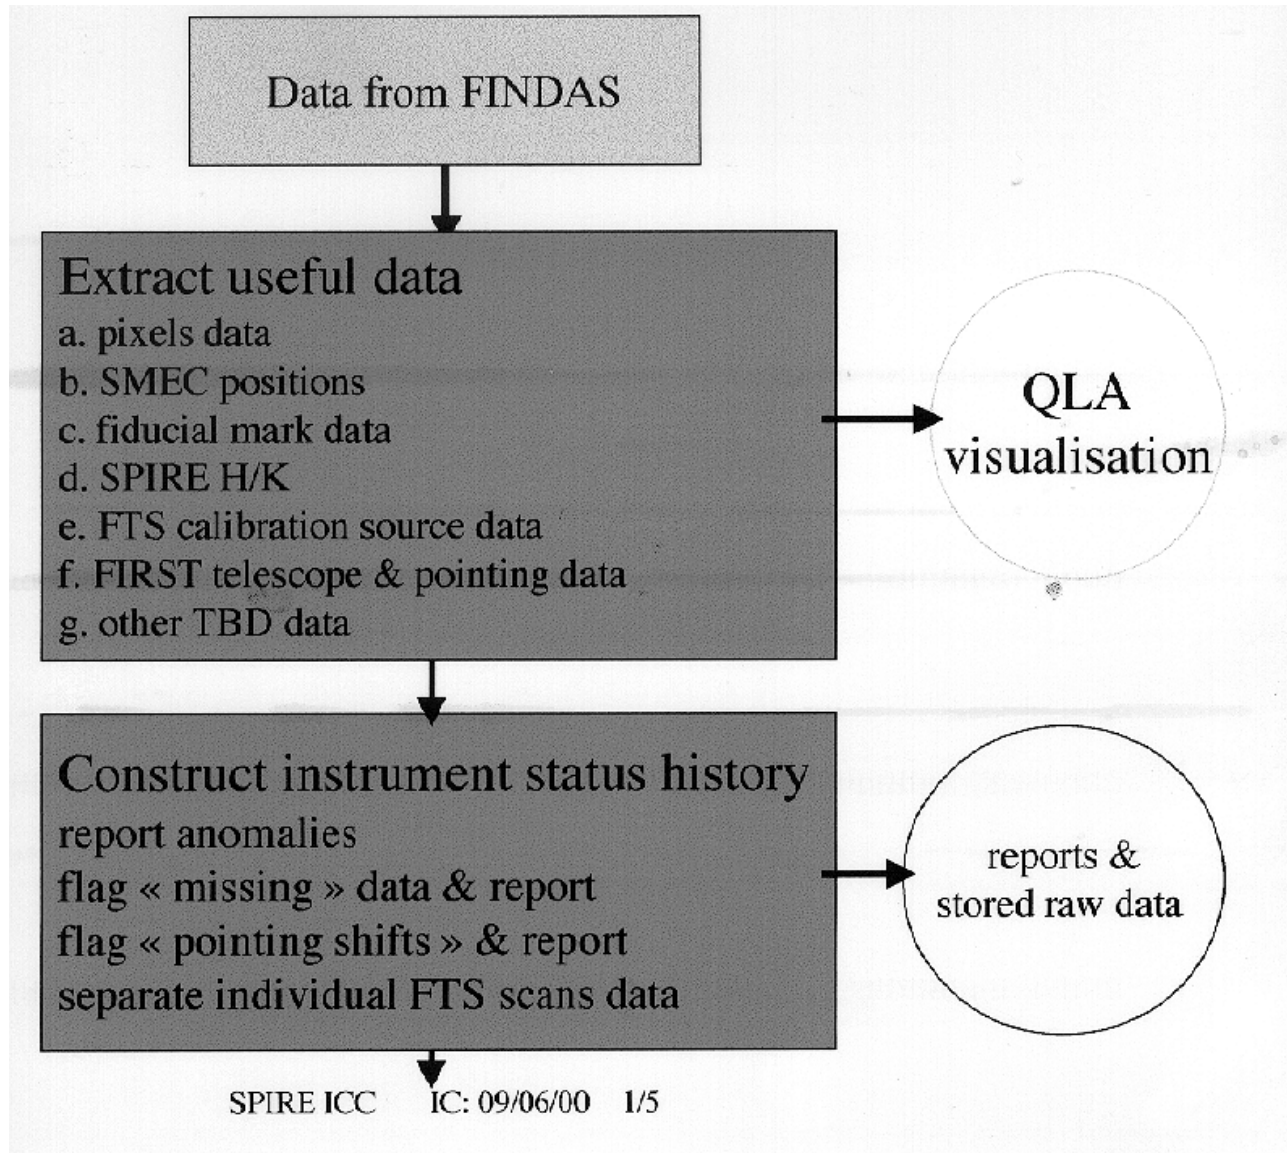 Data from FINDAS
Extract useful data
a. pixels data
b. SMEC positions
c. fiducial mark data
d. SPIRE H/K
e. FTS calibration source data
f. FIRST telescope & pointing data
g. other TBD data
QLA
visualisation
Construct instrument status history
report anomalies
flag « missing » data & report
flag « pointing shifts » & report
separate individual FTS scans data
reports &
stored raw data
SPIRE ICC IC: 09/06/00 1/5